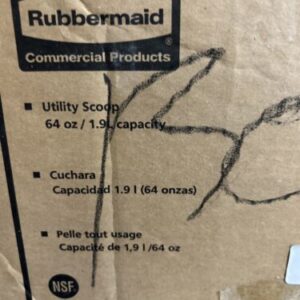 Rubbermaid
Commercial Products
Utility Scoop
64 oz / 1.9L capacity
Cuchara
Capacidad 1.9 l (64 onzas)
Pelle tout usage
Capacité de 1,9 l /64 oz
NSF